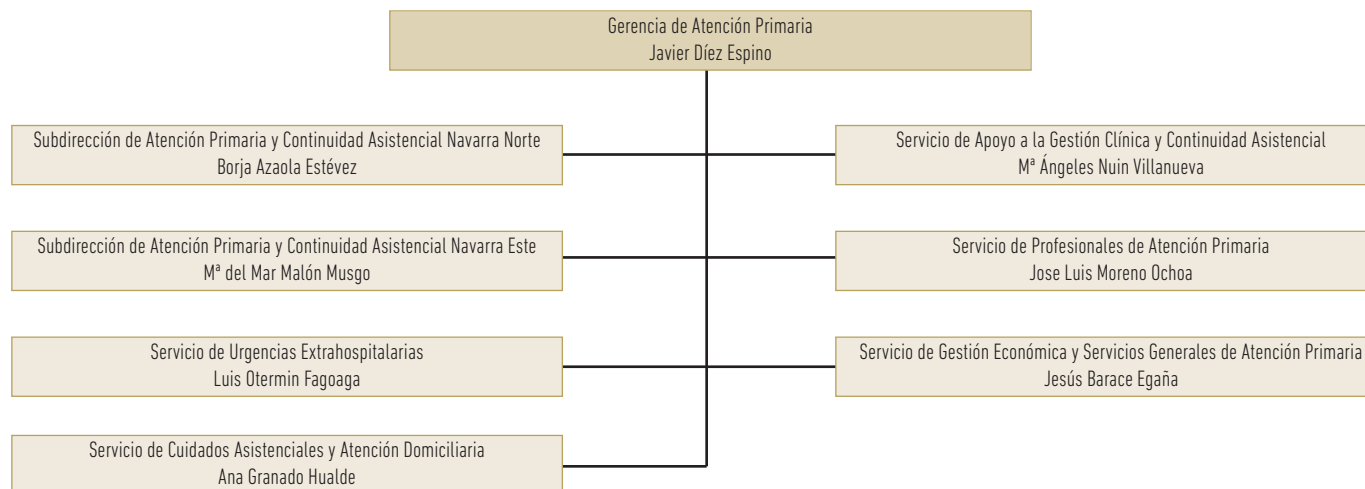 Gerencia de Atención Primaria
Javier Díez Espino
Subdirección de Atención Primaria y Continuidad Asistencial Navarra Norte
Borja Azaola Estévez
Servicio de Apoyo a la Gestión Clínica y Continuidad Asistencial
Mª Ángeles Nuin Villanueva
Subdirección de Atención Primaria y Continuidad Asistencial Navarra Este
Mª del Mar Malón Musgo
Servicio de Profesionales de Atención Primaria
Jose Luis Moreno Ochoa
Servicio de Urgencias Extrahospitalarias
Luis Otermin Fagoaga
Servicio de Gestión Económica y Servicios Generales de Atención Primaria
Jesús Barace Egaña
Servicio de Cuidados Asistenciales y Atención Domiciliaria
Ana Granado Hualde